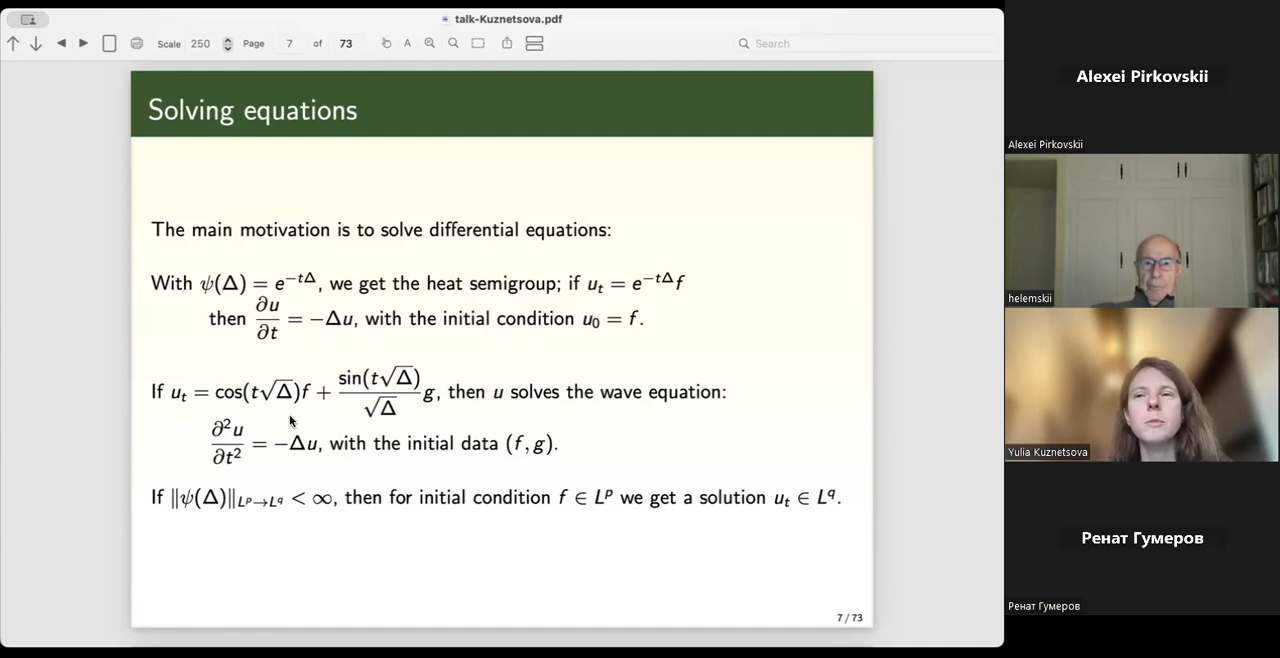 talk-Kuznetsova.pdf
Scale 250 Page 7 of 73 A Search
Solving equations
The main motivation is to solve differential equations:
With ψ(Δ) = e^{−tΔ}, we get the heat semigroup; if u_t = e^{−tΔ}f
then ∂u/∂t = −Δu, with the initial condition u_0 = f.
If u_t = cos(t√Δ)f + sin(t√Δ)/√Δ g, then u solves the wave equation:
∂²u/∂t² = −Δu, with the initial data (f, g).
If ‖ψ(Δ)‖_{L^p→L^q} < ∞, then for initial condition f ∈ L^p we get a solution u_t ∈ L^q.
7 / 73
Alexei Pirkovskii
Alexei Pirkovskii
helemskii
Yulia Kuznetsova
Ренат Гумеров
Ренат Гумеров